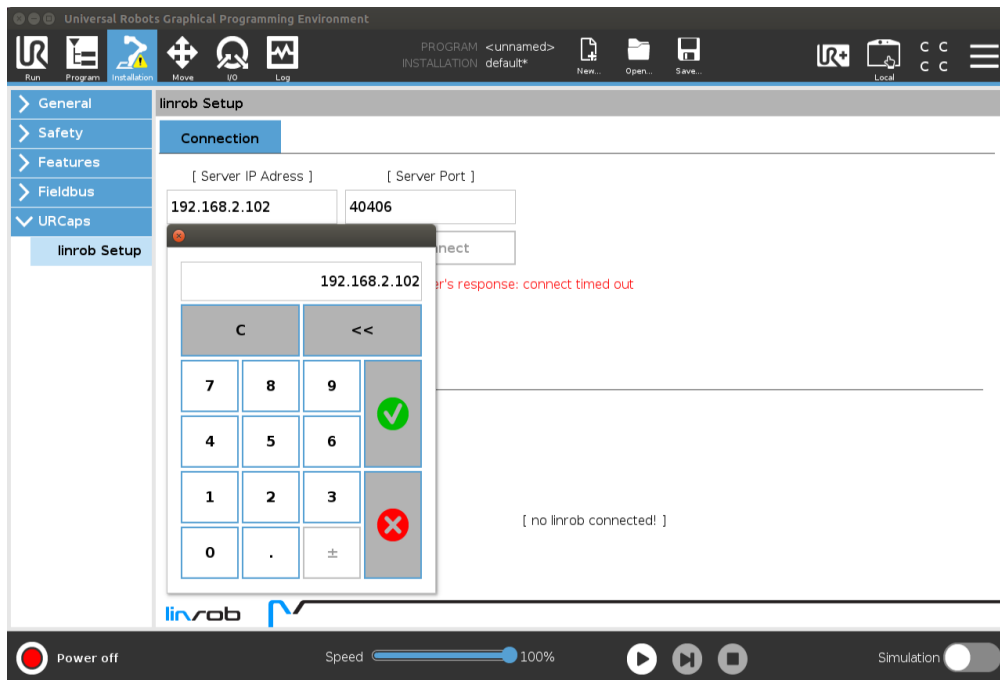 Universal Robots Graphical Programming Environment
PROGRAM <unnamed>
INSTALLATION default*
Run Program Installation Move I/O Log New... Open... Save... UR+ Local
C C
C C
General
Safety
Features
Fieldbus
URCaps
linrob Setup
linrob Setup
Connection
[ Server IP Adress ] [ Server Port ]
192.168.2.102 40406
nnect
er's response: connect timed out
192.168.2.102
C <<
7 8 9
4 5 6
1 2 3
0 . ±
[ no linrob connected! ]
linrob
Power off Speed 100% Simulation